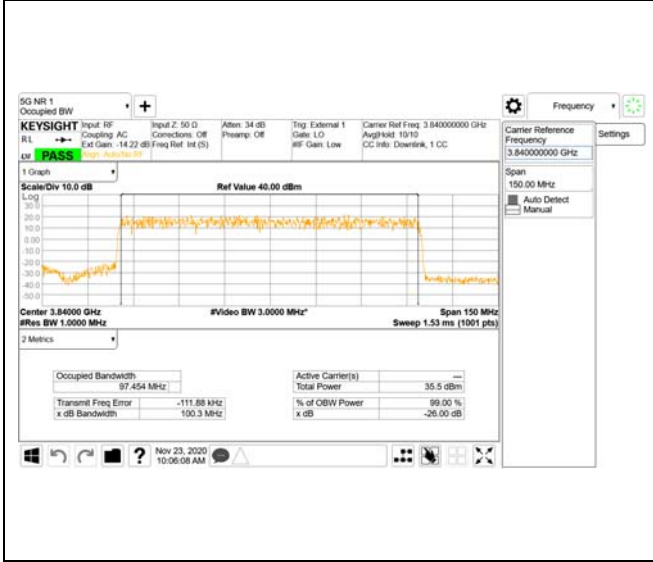 5G NR 1
Occupied BW
+
Frequency
KEYSIGHT
RL
PASS
Input: RF
Coupling: AC
Ext Gain: -14.22 dB
Align: Auto/No RF
Input Z: 50 Ω
Corrections: Off
Freq Ref: Int (S)
Atten: 34 dB
Preamp: Off
Trig: External 1
Gate: LO
#IF Gain: Low
Carrier Ref Freq: 3.840000000 GHz
Avg|Hold: 10/10
CC Info: Downlink, 1 CC
Carrier Reference
Frequency
3.840000000 GHz
Settings
Span
150.00 MHz
Auto Detect
Manual
1 Graph
Scale/Div 10.0 dB
Ref Value 40.00 dBm
Log
30.0
20.0
10.0
0.00
-10.0
-20.0
-30.0
-40.0
-50.0
Center 3.84000 GHz
#Video BW 3.0000 MHz*
Span 150 MHz
#Res BW 1.0000 MHz
Sweep 1.53 ms (1001 pts)
2 Metrics
Occupied Bandwidth
97.454 MHz
Transmit Freq Error -111.88 kHz
x dB Bandwidth 100.3 MHz
Active Carrier(s) ---
Total Power 35.5 dBm
% of OBW Power 99.00 %
x dB -26.00 dB
?
Nov 23, 2020
10:06:08 AM